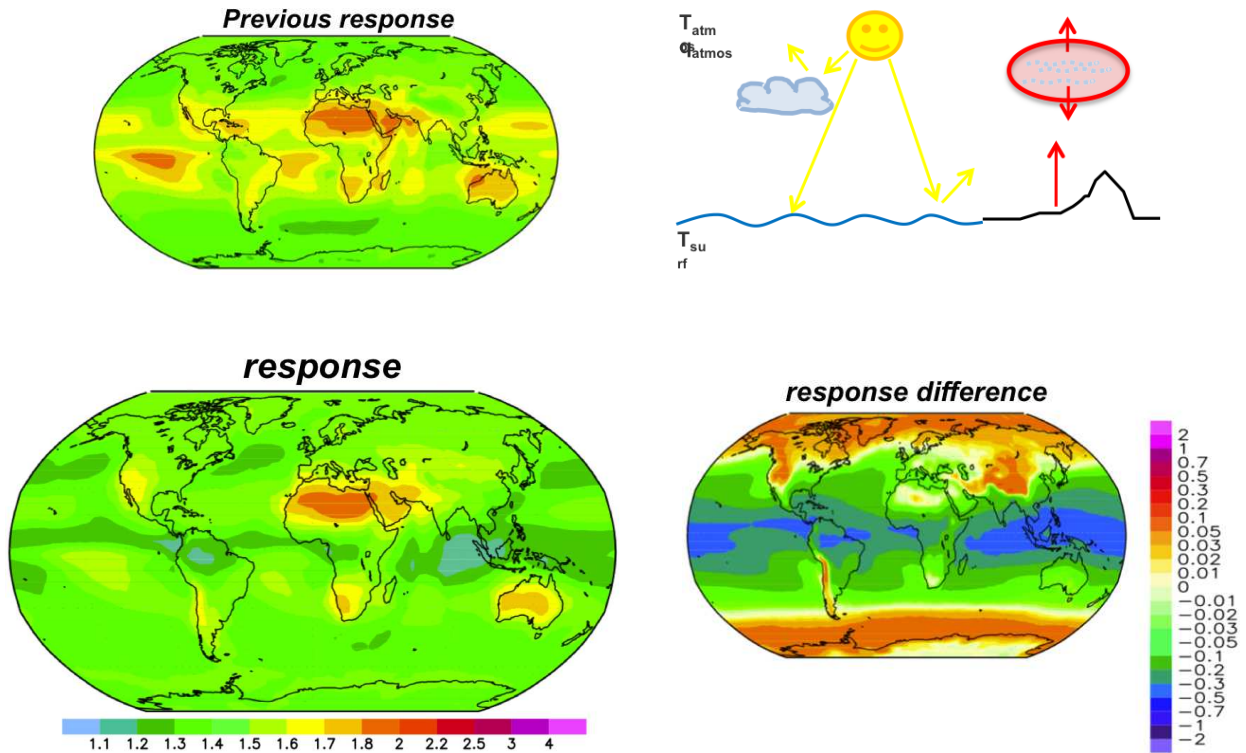 Previous response
T atm
os
Tatmos
T su
rf
response
response difference
1.1 1.2 1.3 1.4 1.5 1.6 1.7 1.8 2 2.2 2.5 3 4
2
1
0.7
0.5
0.3
0.2
0.1
0.05
0.03
0.02
0.01
0
−0.01
−0.02
−0.03
−0.05
−0.1
−0.2
−0.3
−0.5
−0.7
−1
−2